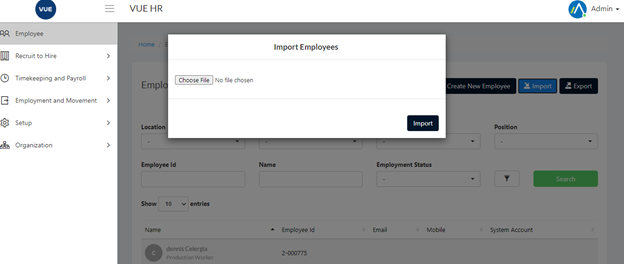 VUE
VUE HR
Admin
Employee
Recruit to Hire
Timekeeping and Payroll
Employment and Movement
Setup
Organization
Home /
Import Employees
Choose File No file chosen
Import
Create New Employee
Import
Export
Location
Position
-
-
-
-
Employee Id
Name
Employment Status
-
Search
Show
entries
Name
Employee Id
Email
Mobile
System Account
C
dennis Celergia
Production Worker
2-000775